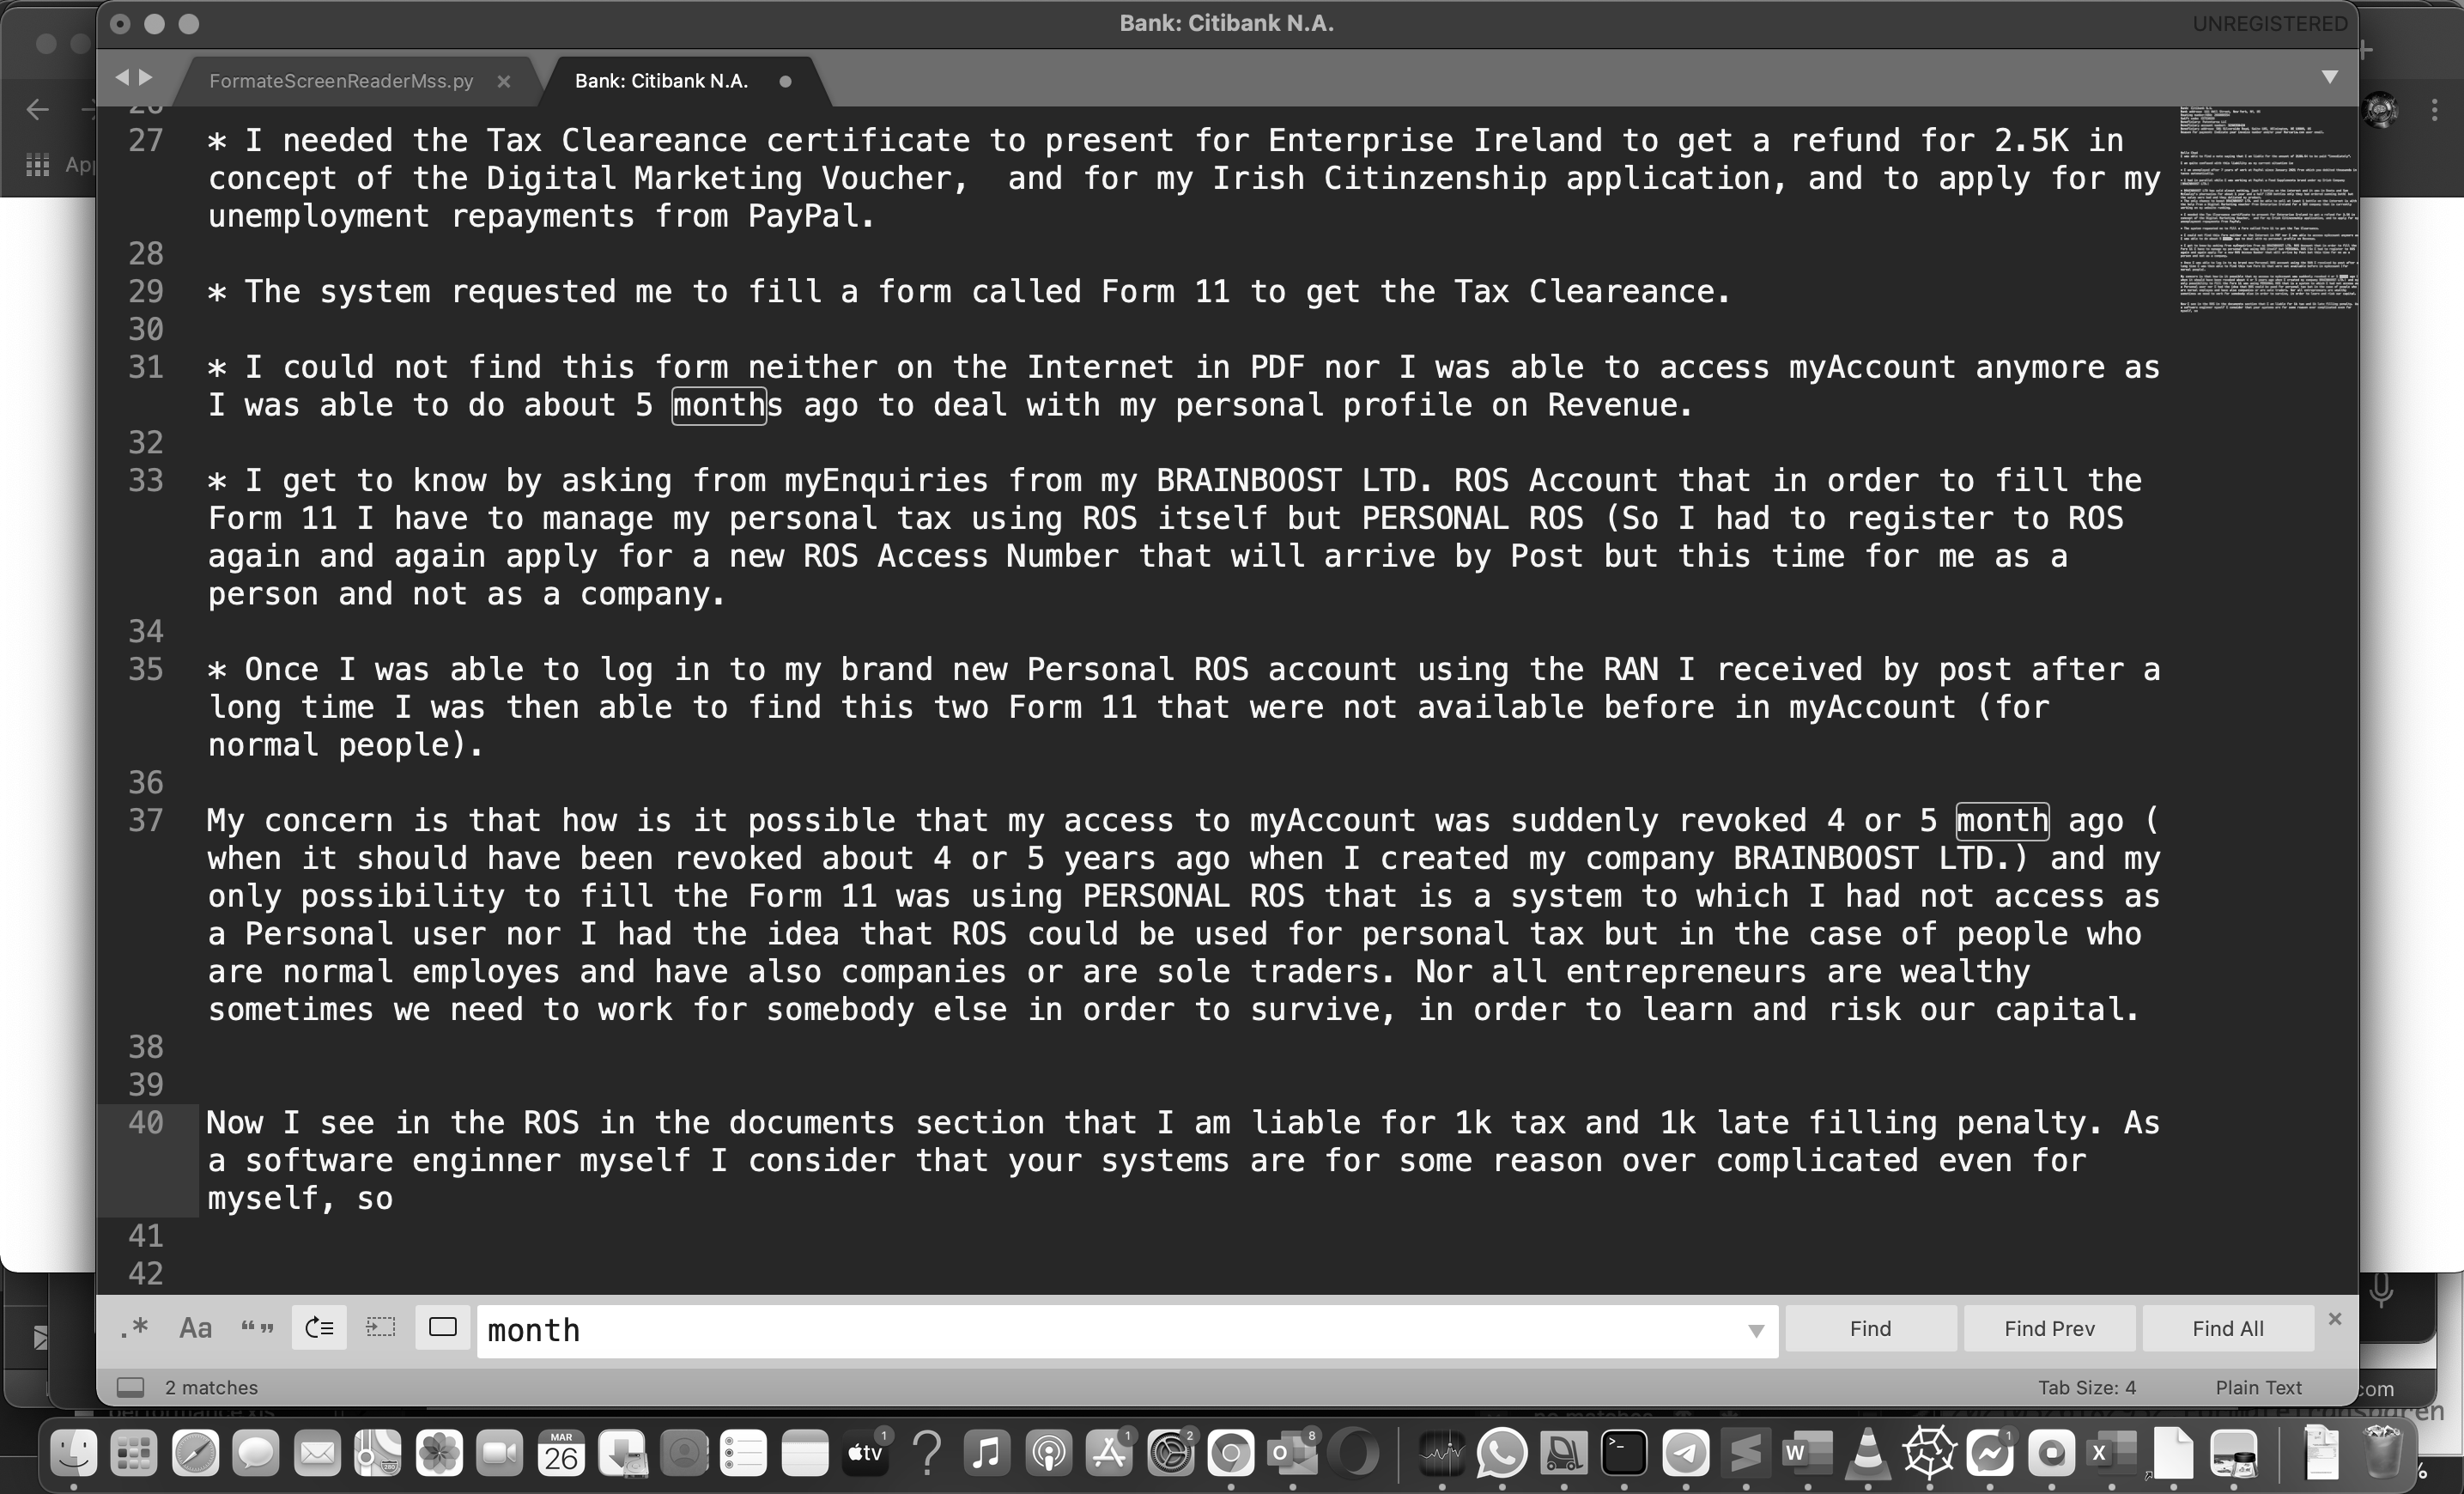 Bank: Citibank N.A.
UNREGISTERED
FormateScreenReaderMss.py
Bank: Citibank N.A.
App
26
27 * I needed the Tax Cleareance certificate to present for Enterprise Ireland to get a refund for 2.5K in
concept of the Digital Marketing Voucher,  and for my Irish Citinzenship application, and to apply for my
unemployment repayments from PayPal.
28
29 * The system requested me to fill a form called Form 11 to get the Tax Cleareance.
30
31 * I could not find this form neither on the Internet in PDF nor I was able to access myAccount anymore as
I was able to do about 5 months ago to deal with my personal profile on Revenue.
32
33 * I get to know by asking from myEnquiries from my BRAINBOOST LTD. ROS Account that in order to fill the
Form 11 I have to manage my personal tax using ROS itself but PERSONAL ROS (So I had to register to ROS
again and again apply for a new ROS Access Number that will arrive by Post but this time for me as a
person and not as a company.
34
35 * Once I was able to log in to my brand new Personal ROS account using the RAN I received by post after a
long time I was then able to find this two Form 11 that were not available before in myAccount (for
normal people).
36
37 My concern is that how is it possible that my access to myAccount was suddenly revoked 4 or 5 month ago (
when it should have been revoked about 4 or 5 years ago when I created my company BRAINBOOST LTD.) and my
only possibility to fill the Form 11 was using PERSONAL ROS that is a system to which I had not access as
a Personal user nor I had the idea that ROS could be used for personal tax but in the case of people who
are normal employes and have also companies or are sole traders. Nor all entrepreneurs are wealthy
sometimes we need to work for somebody else in order to survive, in order to learn and risk our capital.
38
39
40 Now I see in the ROS in the documents section that I am liable for 1k tax and 1k late filling penalty. As
a software enginner myself I consider that your systems are for some reason over complicated even for
myself, so
41
42
.* Aa “” month Find Find Prev Find All
2 matches Tab Size: 4 Plain Text
com
MAR
26
tv